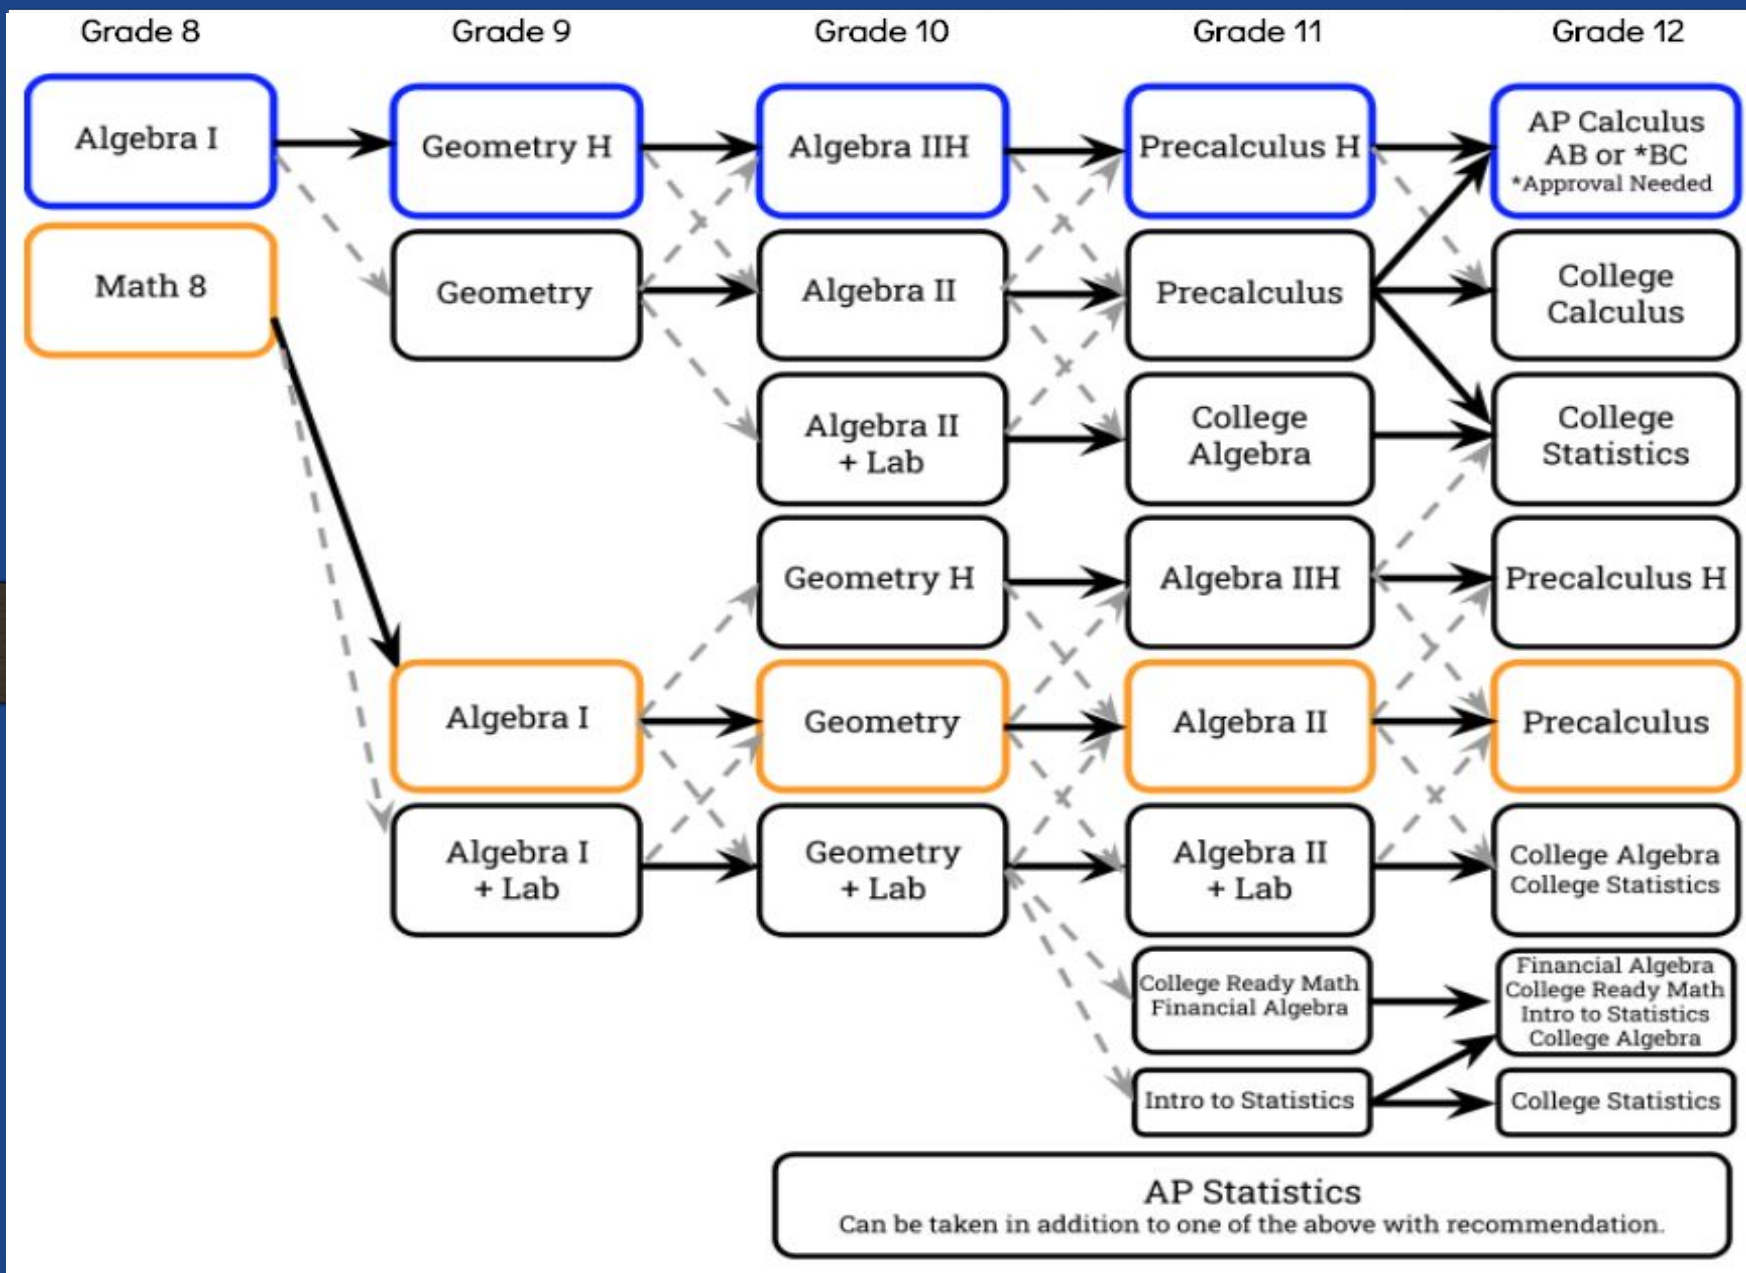 Grade 8
Grade 9
Grade 10
Grade 11
Grade 12
Algebra I
Geometry H
Algebra IIH
Precalculus H
AP Calculus
AB or *BC
*Approval Needed
Math 8
Geometry
Algebra II
Precalculus
College
Calculus
Algebra II
+ Lab
College
Algebra
College
Statistics
Geometry H
Algebra IIH
Precalculus H
Algebra I
Geometry
Algebra II
Precalculus
Algebra I
+ Lab
Geometry
+ Lab
Algebra II
+ Lab
College Algebra
College Statistics
College Ready Math
Financial Algebra
Financial Algebra
College Ready Math
Intro to Statistics
College Algebra
Intro to Statistics
College Statistics
AP Statistics
Can be taken in addition to one of the above with recommendation.